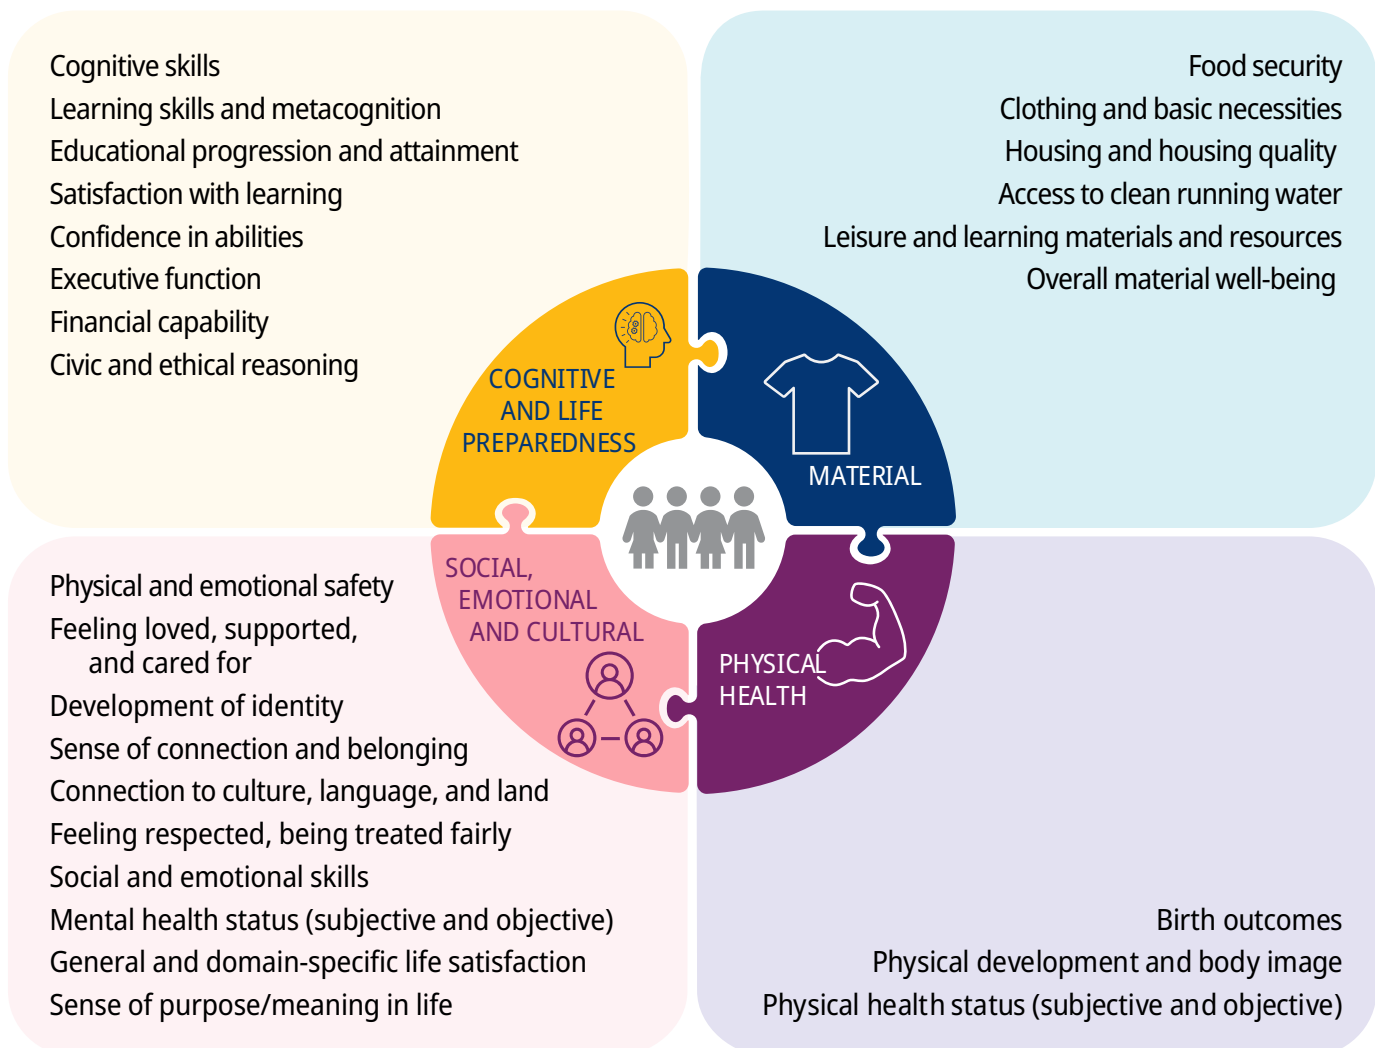 Cognitive skills
Learning skills and metacognition
Educational progression and attainment
Satisfaction with learning
Confidence in abilities
Executive function
Financial capability
Civic and ethical reasoning
Food security
Clothing and basic necessities
Housing and housing quality
Access to clean running water
Leisure and learning materials and resources
Overall material well-being
COGNITIVE
AND LIFE
PREPAREDNESS
MATERIAL
SOCIAL,
EMOTIONAL
AND CULTURAL
PHYSICAL
HEALTH
Physical and emotional safety
Feeling loved, supported,
and cared for
Development of identity
Sense of connection and belonging
Connection to culture, language, and land
Feeling respected, being treated fairly
Social and emotional skills
Mental health status (subjective and objective)
General and domain-specific life satisfaction
Sense of purpose/meaning in life
Birth outcomes
Physical development and body image
Physical health status (subjective and objective)